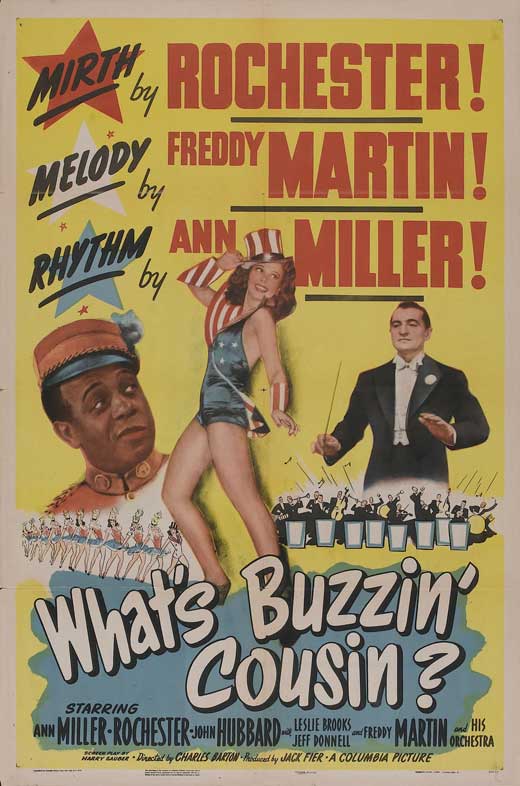 MIRTH by ROCHESTER!
MELODY by FREDDY MARTIN!
RHYTHM by ANN MILLER!
What's Buzzin'
Cousin?
STARRING
ANN MILLER·ROCHESTER·JOHN HUBBARD with LESLIE BROOKS JEFF DONNELL and FREDDY MARTIN and HIS ORCHESTRA
SCREEN PLAY BY HARRY SAUBER · Directed by CHARLES BARTON · Produced by JACK FIER · A COLUMBIA PICTURE